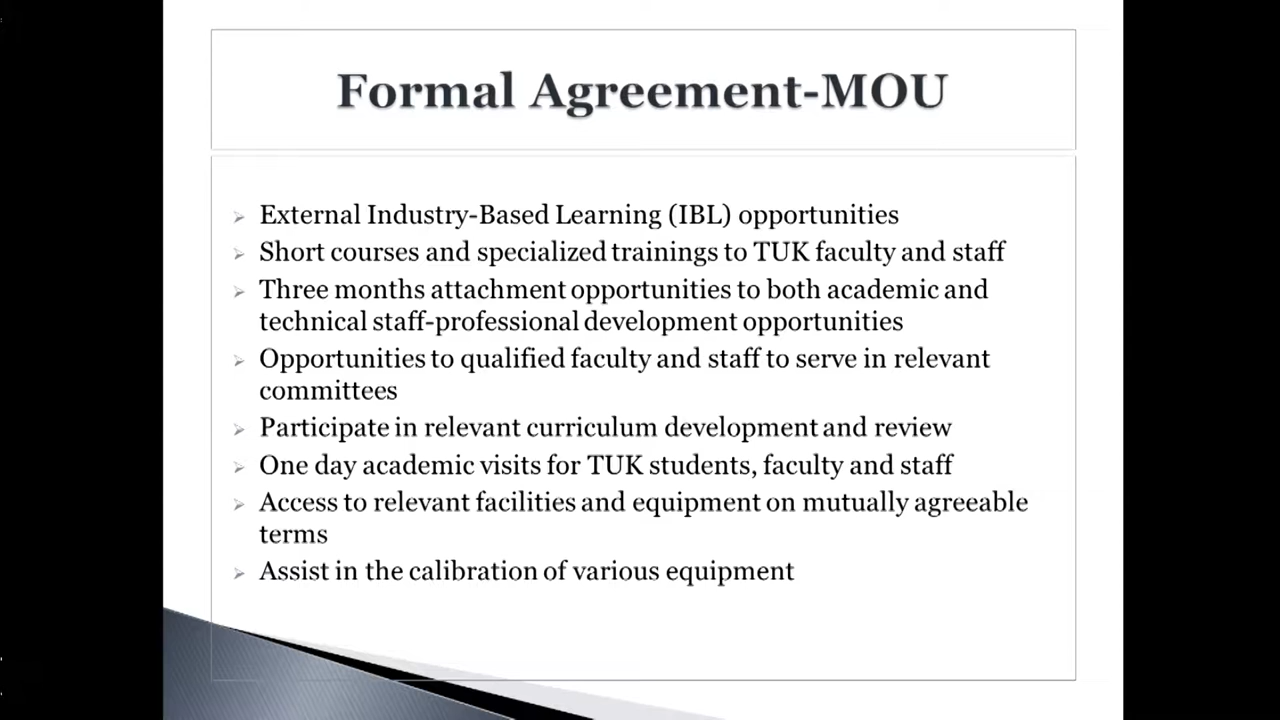 Formal Agreement-MOU
External Industry-Based Learning (IBL) opportunities
Short courses and specialized trainings to TUK faculty and staff
Three months attachment opportunities to both academic and
technical staff-professional development opportunities
Opportunities to qualified faculty and staff to serve in relevant
committees
Participate in relevant curriculum development and review
One day academic visits for TUK students, faculty and staff
Access to relevant facilities and equipment on mutually agreeable
terms
Assist in the calibration of various equipment